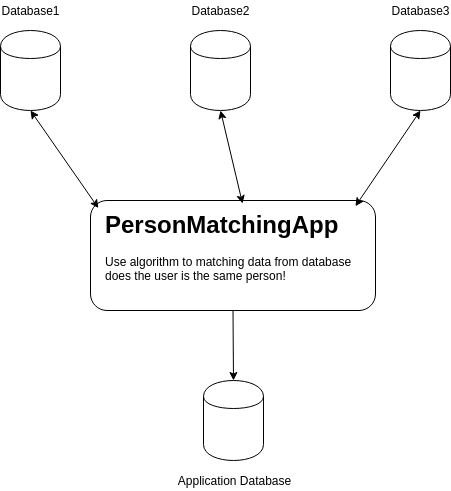 Database1
Database2
Database3
PersonMatchingApp
Use algorithm to matching data from database
does the user is the same person!
Application Database